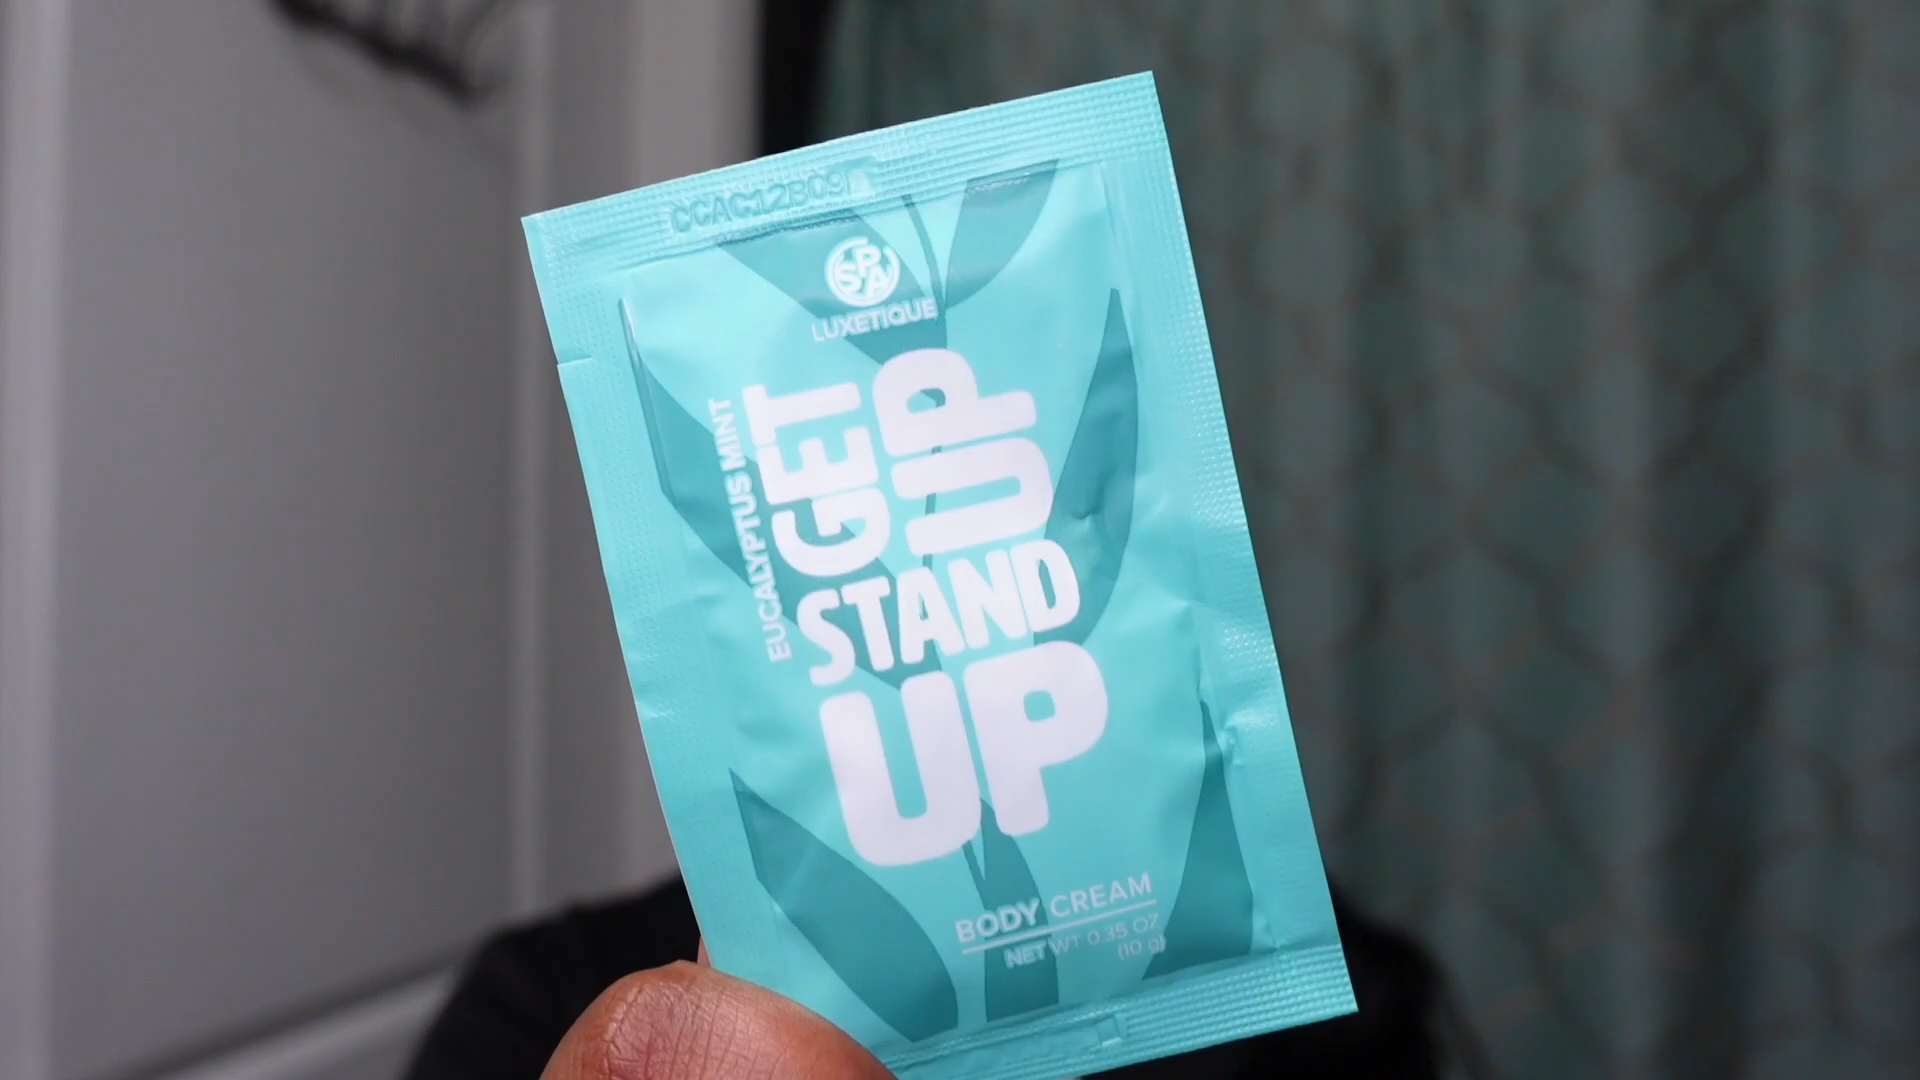 CCAC12B09
SPA
LUXETIQUE
EUCALYPTUS MINT
GET
UP
STAND
UP
BODY CREAM
NET WT 0.35 OZ
(10 g)